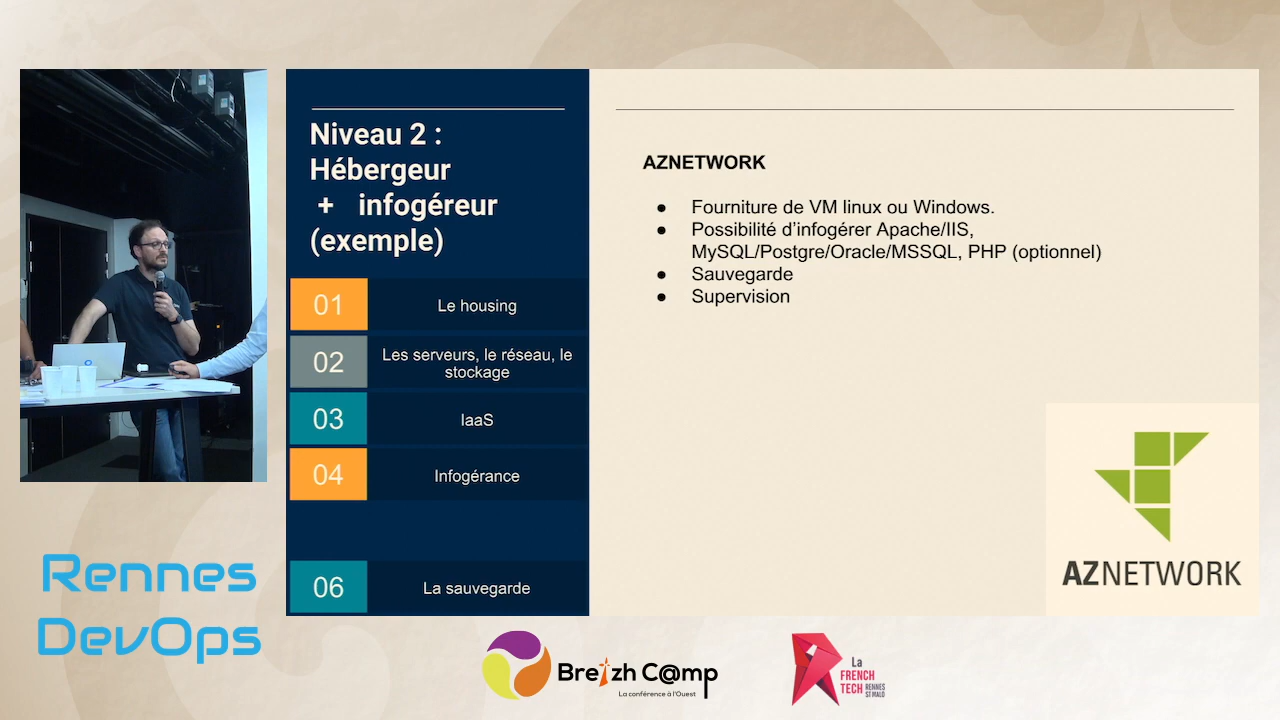 Niveau 2 :
Hébergeur
+ infogéreur
(exemple)
01 Le housing
02 Les serveurs, le réseau, le
stockage
03 IaaS
04 Infogérance
06 La sauvegarde
AZNETWORK
● Fourniture de VM linux ou Windows.
● Possibilité d'infogérer Apache/IIS,
MySQL/Postgre/Oracle/MSSQL, PHP (optionnel)
● Sauvegarde
● Supervision
AZNETWORK
Rennes
DevOps
Breizh C@mp
La conférence à l'Ouest
La
FRENCH
TECH RENNES
ST MALO